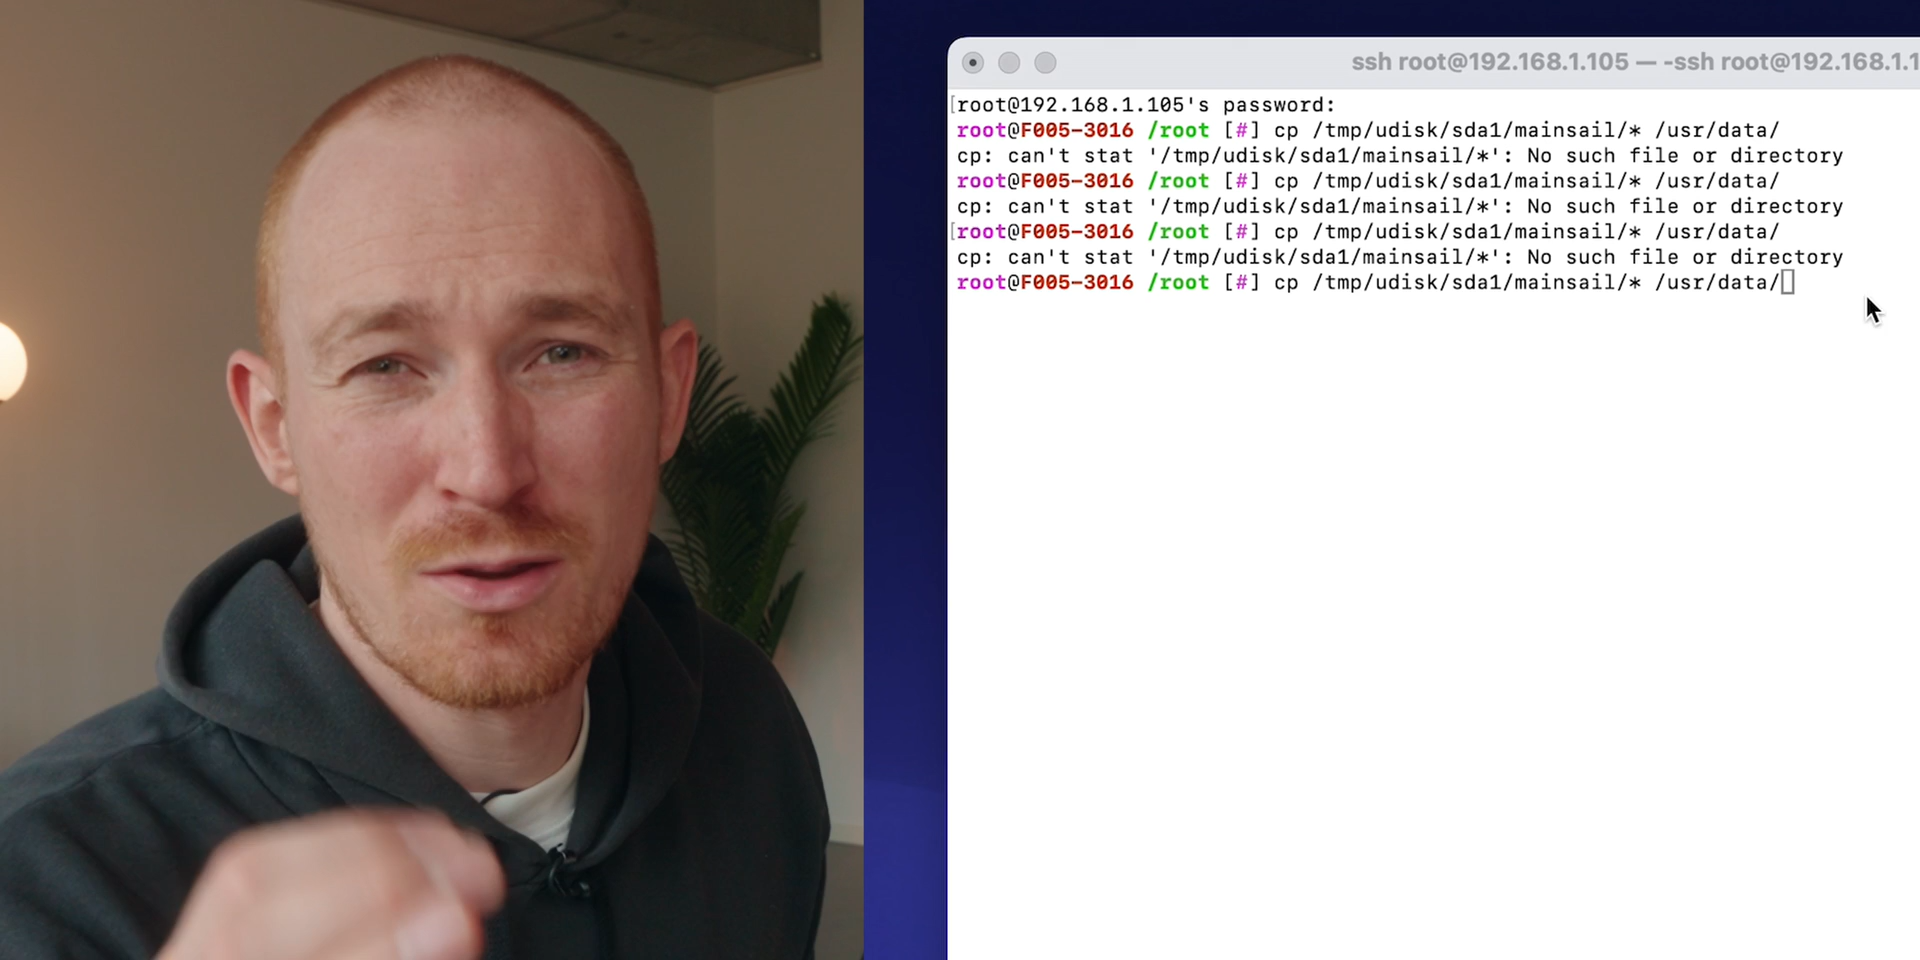 ssh root@192.168.1.105 — -ssh root@192.168.1.1
[root@192.168.1.105's password:
root@F005-3016 /root [#] cp /tmp/udisk/sda1/mainsail/* /usr/data/
cp: can't stat '/tmp/udisk/sda1/mainsail/*': No such file or directory
root@F005-3016 /root [#] cp /tmp/udisk/sda1/mainsail/* /usr/data/
cp: can't stat '/tmp/udisk/sda1/mainsail/*': No such file or directory
[root@F005-3016 /root [#] cp /tmp/udisk/sda1/mainsail/* /usr/data/
cp: can't stat '/tmp/udisk/sda1/mainsail/*': No such file or directory
root@F005-3016 /root [#] cp /tmp/udisk/sda1/mainsail/* /usr/data/